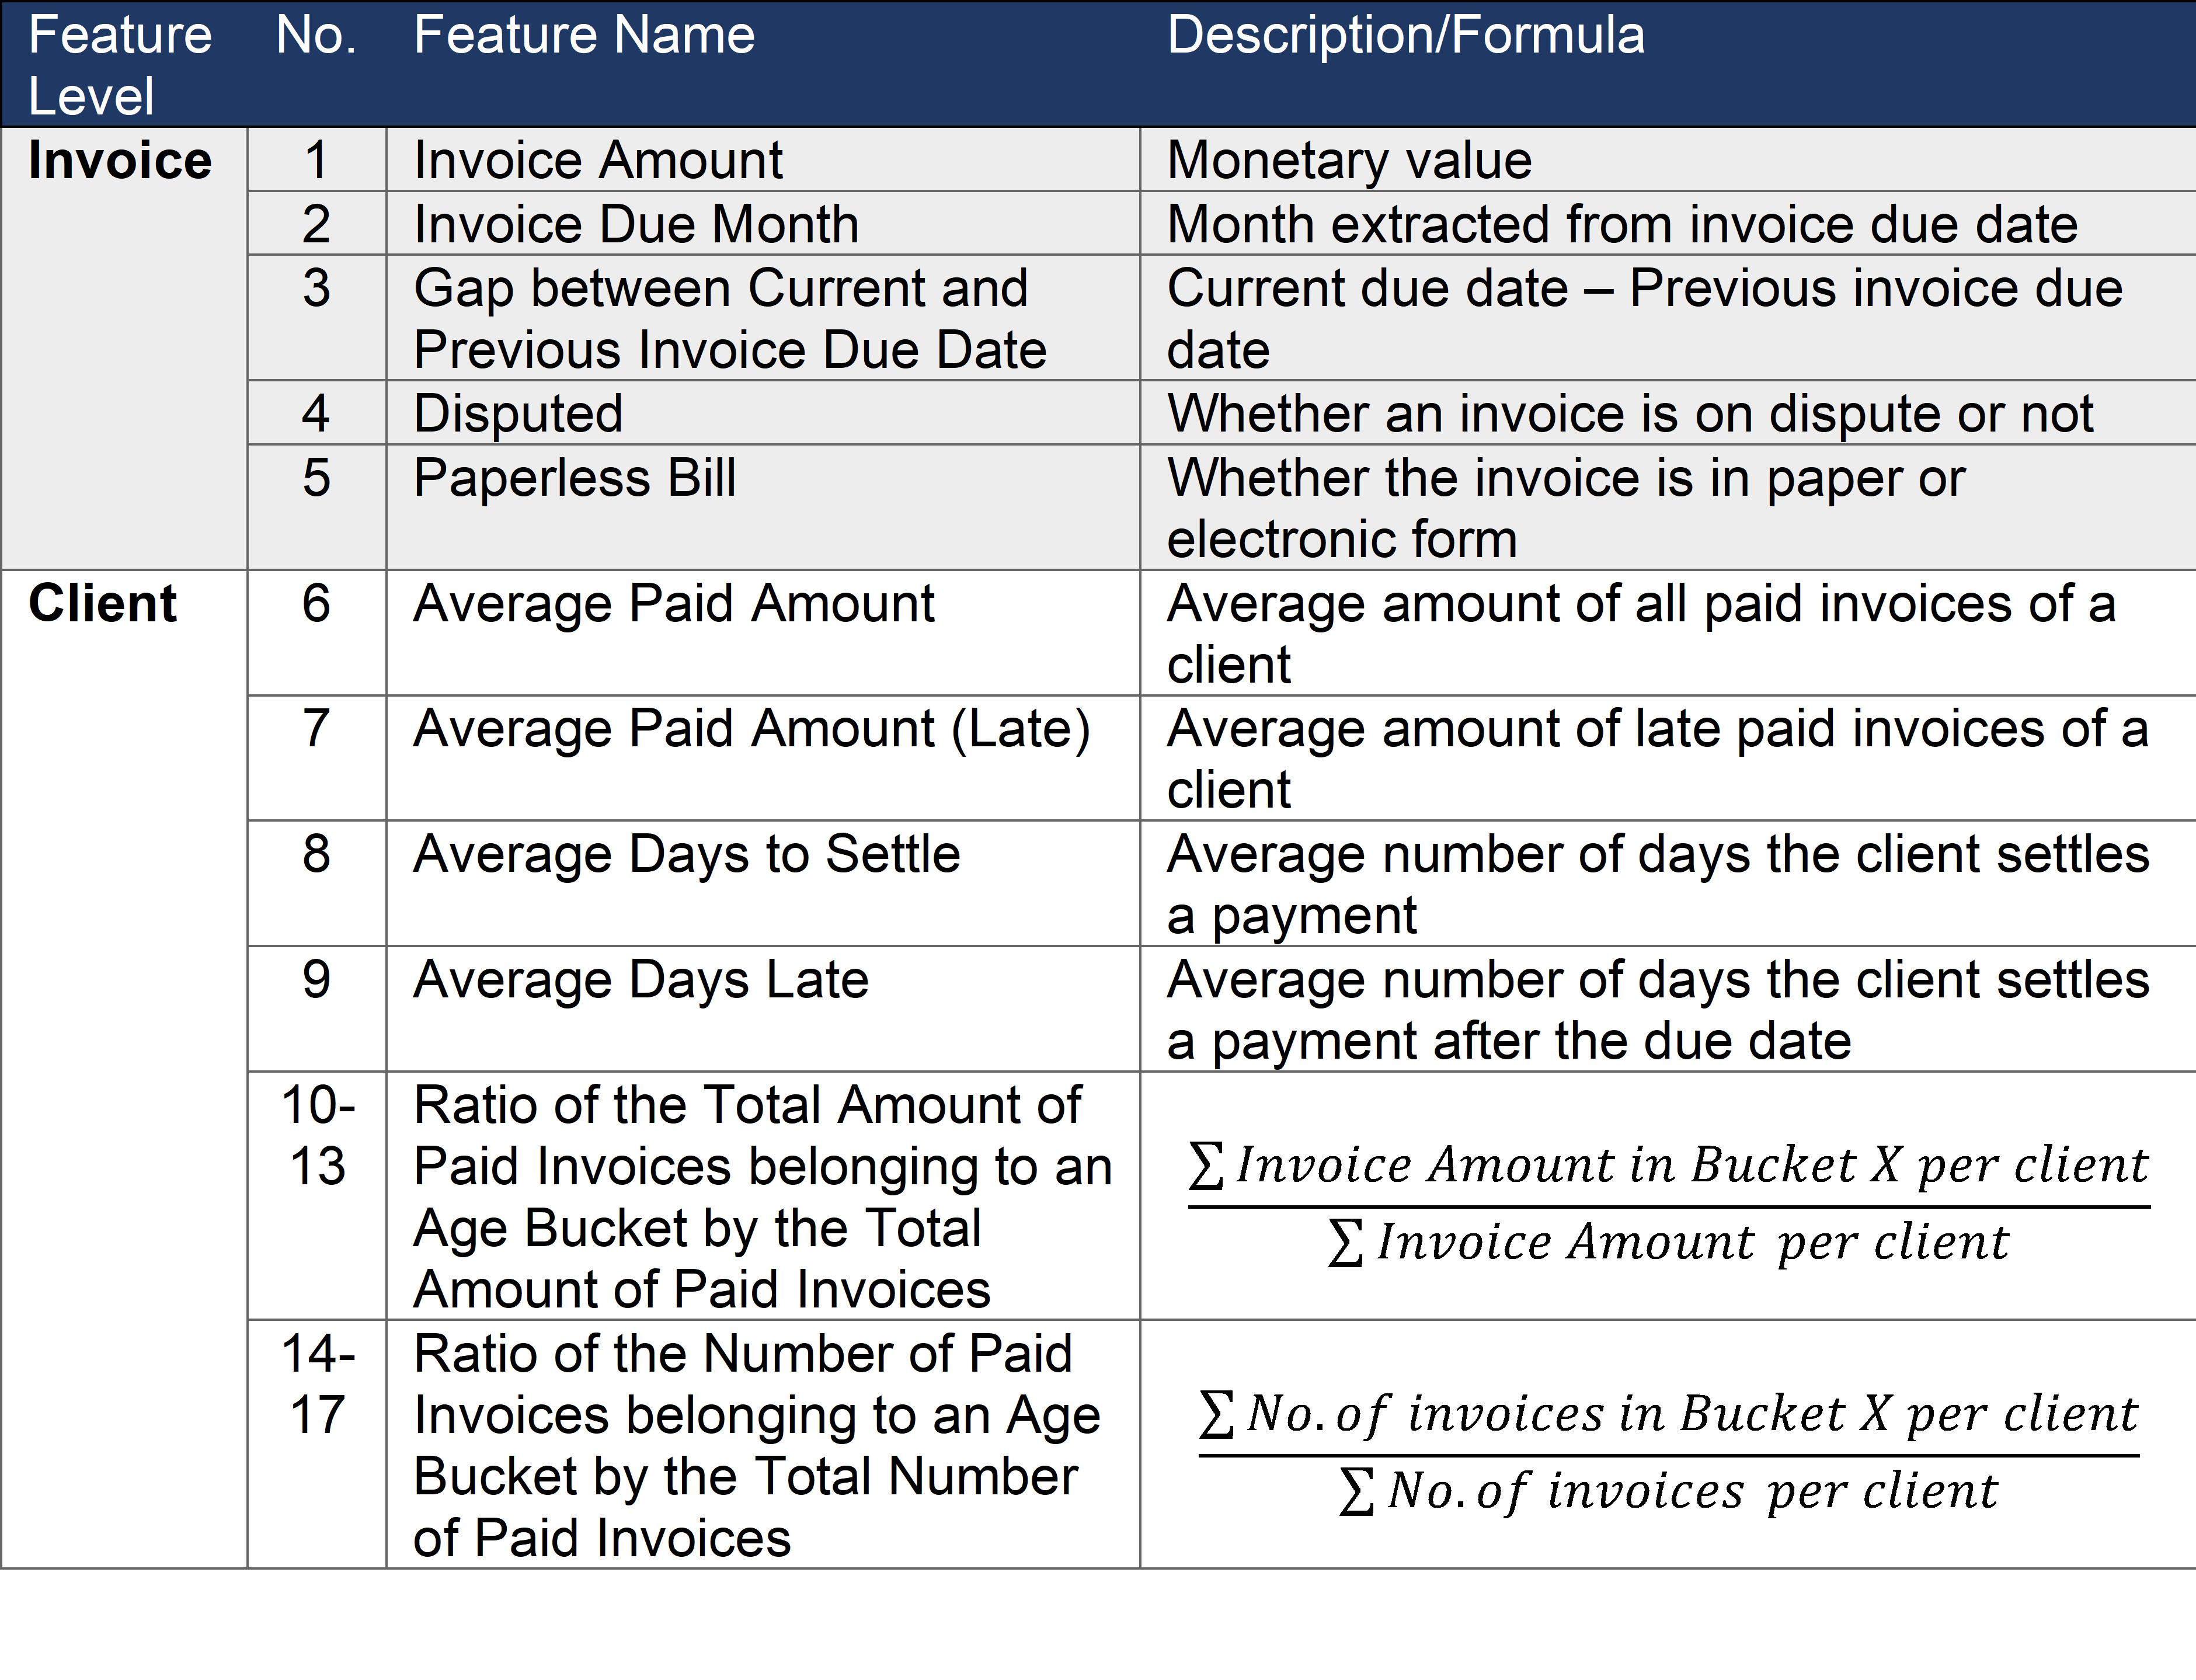 Feature Level No. Feature Name Description/Formula
Invoice 1 Invoice Amount Monetary value
2 Invoice Due Month Month extracted from invoice due date
3 Gap between Current and Previous Invoice Due Date Current due date – Previous invoice due date
4 Disputed Whether an invoice is on dispute or not
5 Paperless Bill Whether the invoice is in paper or electronic form
Client 6 Average Paid Amount Average amount of all paid invoices of a client
7 Average Paid Amount (Late) Average amount of late paid invoices of a client
8 Average Days to Settle Average number of days the client settles a payment
9 Average Days Late Average number of days the client settles a payment after the due date
10-13 Ratio of the Total Amount of Paid Invoices belonging to an Age Bucket by the Total Amount of Paid Invoices
∑ Invoice Amount in Bucket X per client
∑ Invoice Amount per client
14-17 Ratio of the Number of Paid Invoices belonging to an Age Bucket by the Total Number of Paid Invoices
∑ No. of invoices in Bucket X per client
∑ No. of invoices per client